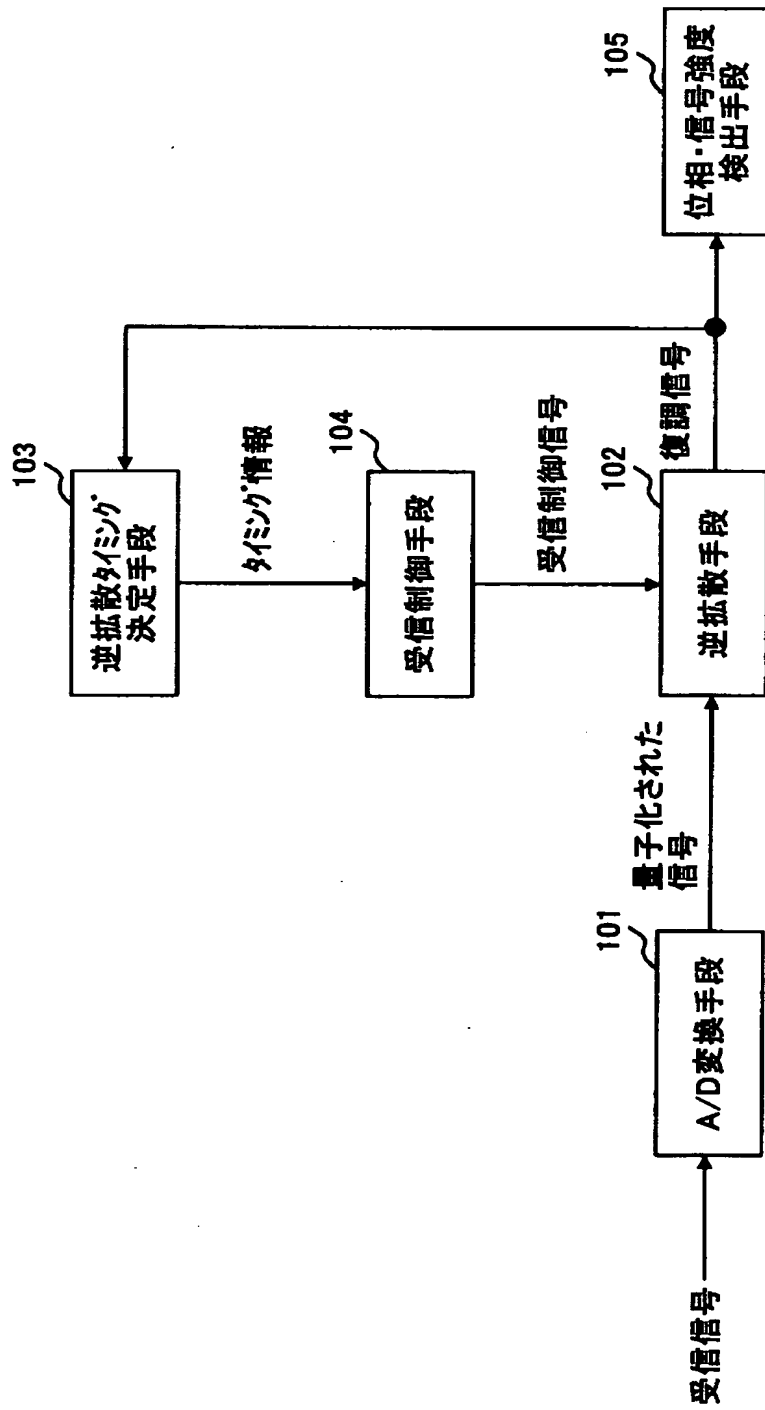 受信信号
101
A/D変換手段
量子化された
信号
103
逆拡散タイミング
決定手段
タイミング情報
104
受信制御手段
受信制御信号
102
逆拡散手段
復調信号
105
位相・信号強度
検出手段